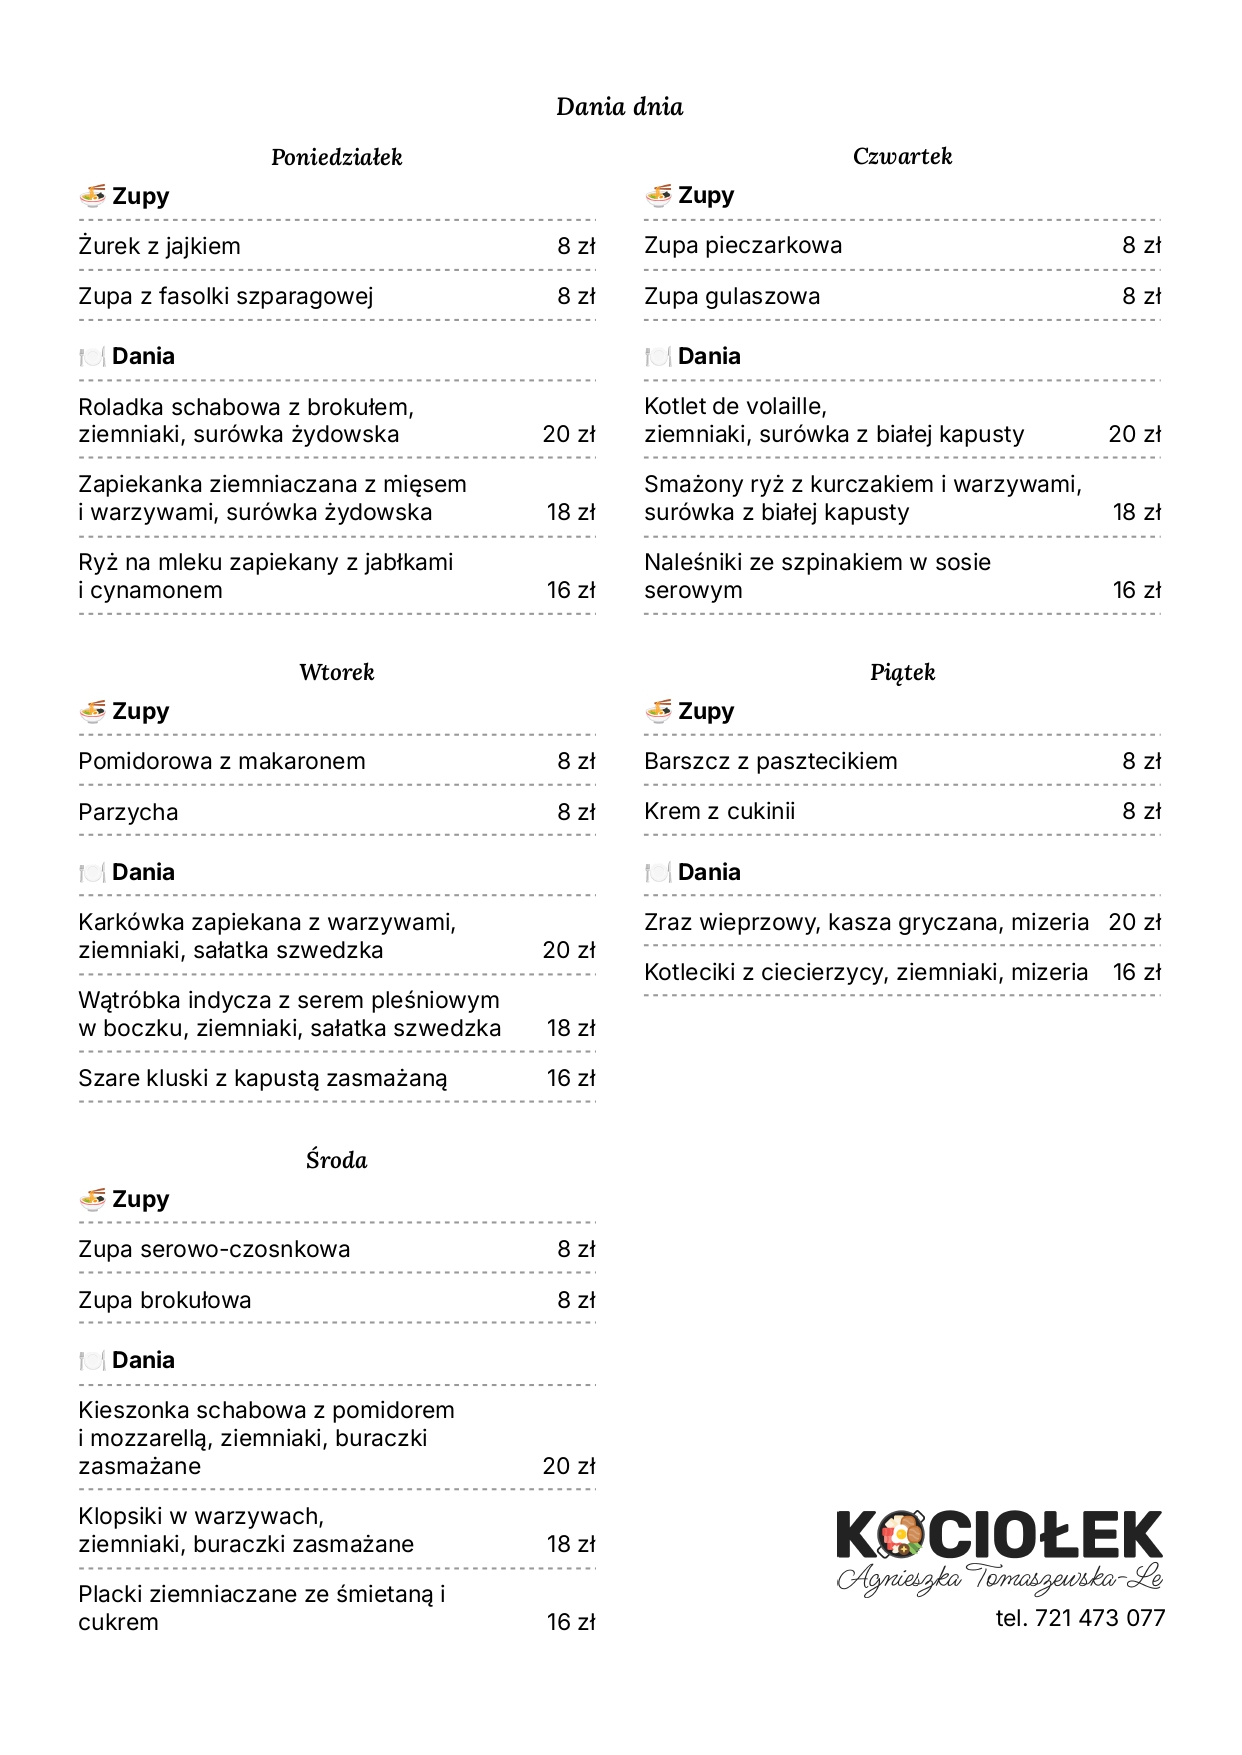 Dania dnia
Poniedziałek
Zupy
Żurek z jajkiem 8 zł
Zupa z fasolki szparagowej 8 zł
Dania
Roladka schabowa z brokułem,
ziemniaki, surówka żydowska 20 zł
Zapiekanka ziemniaczana z mięsem
i warzywami, surówka żydowska 18 zł
Ryż na mleku zapiekany z jabłkami
i cynamonem 16 zł
Wtorek
Zupy
Pomidorowa z makaronem 8 zł
Parzycha 8 zł
Dania
Karkówka zapiekana z warzywami,
ziemniaki, sałatka szwedzka 20 zł
Wątróbka indycza z serem pleśniowym
w boczku, ziemniaki, sałatka szwedzka 18 zł
Szare kluski z kapustą zasmażaną 16 zł
Środa
Zupy
Zupa serowo-czosnkowa 8 zł
Zupa brokułowa 8 zł
Dania
Kieszonka schabowa z pomidorem
i mozzarellą, ziemniaki, buraczki
zasmażane 20 zł
Klopsiki w warzywach,
ziemniaki, buraczki zasmażane 18 zł
Placki ziemniaczane ze śmietaną i
cukrem 16 zł
Czwartek
Zupy
Zupa pieczarkowa 8 zł
Zupa gulaszowa 8 zł
Dania
Kotlet de volaille,
ziemniaki, surówka z białej kapusty 20 zł
Smażony ryż z kurczakiem i warzywami,
surówka z białej kapusty 18 zł
Naleśniki ze szpinakiem w sosie
serowym 16 zł
Piątek
Zupy
Barszcz z pasztecikiem 8 zł
Krem z cukinii 8 zł
Dania
Zraz wieprzowy, kasza gryczana, mizeria 20 zł
Kotleciki z ciecierzycy, ziemniaki, mizeria 16 zł
KOCIOŁEK
Agnieszka Tomaszewska-Le
tel. 721 473 077